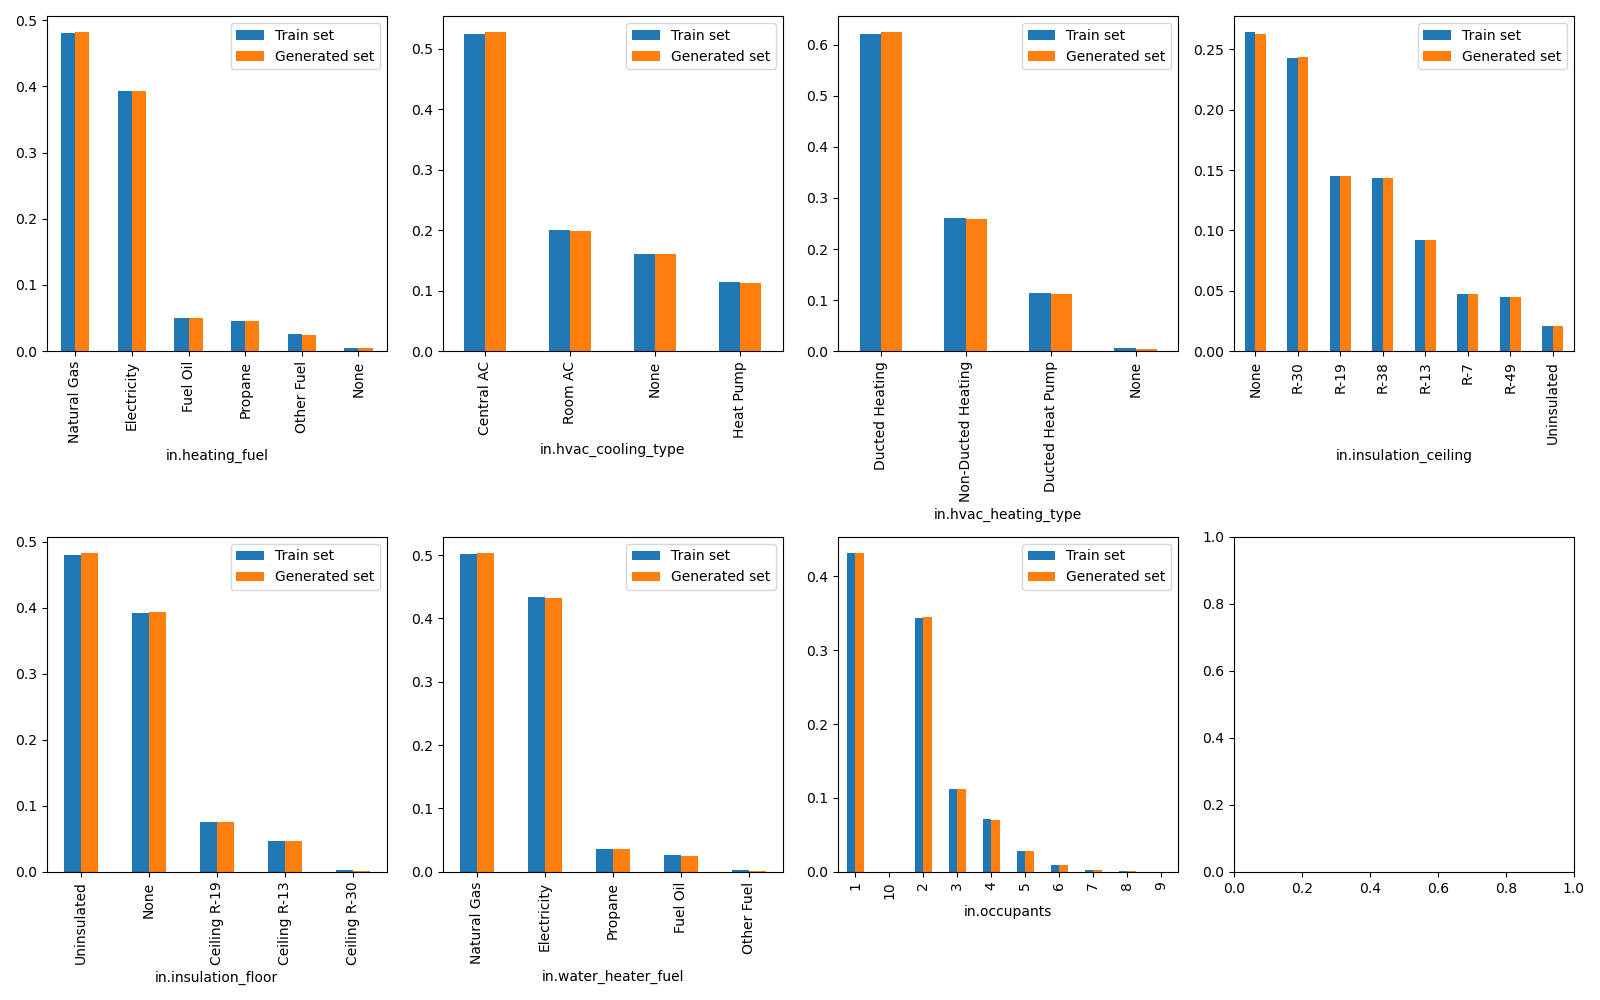 0.5
0.4
0.3
0.2
0.1
0.0
Train set
Generated set
Natural Gas
Electricity
Fuel Oil
Propane
Other Fuel
None
in.heating_fuel
0.5
0.4
0.3
0.2
0.1
0.0
Train set
Generated set
Central AC
Room AC
None
Heat Pump
in.hvac_cooling_type
0.6
0.5
0.4
0.3
0.2
0.1
0.0
Train set
Generated set
Ducted Heating
Non-Ducted Heating
Ducted Heat Pump
None
in.hvac_heating_type
0.25
0.20
0.15
0.10
0.05
0.00
Train set
Generated set
None
R-30
R-19
R-38
R-13
R-7
R-49
Uninsulated
in.insulation_ceiling
0.5
0.4
0.3
0.2
0.1
0.0
Train set
Generated set
Uninsulated
None
Ceiling R-19
Ceiling R-13
Ceiling R-30
in.insulation_floor
0.5
0.4
0.3
0.2
0.1
0.0
Train set
Generated set
Natural Gas
Electricity
Propane
Fuel Oil
Other Fuel
in.water_heater_fuel
0.4
0.3
0.2
0.1
0.0
Train set
Generated set
1
10
2
3
4
5
6
7
8
9
in.occupants
1.0
0.8
0.6
0.4
0.2
0.0
0.0 0.2 0.4 0.6 0.8 1.0